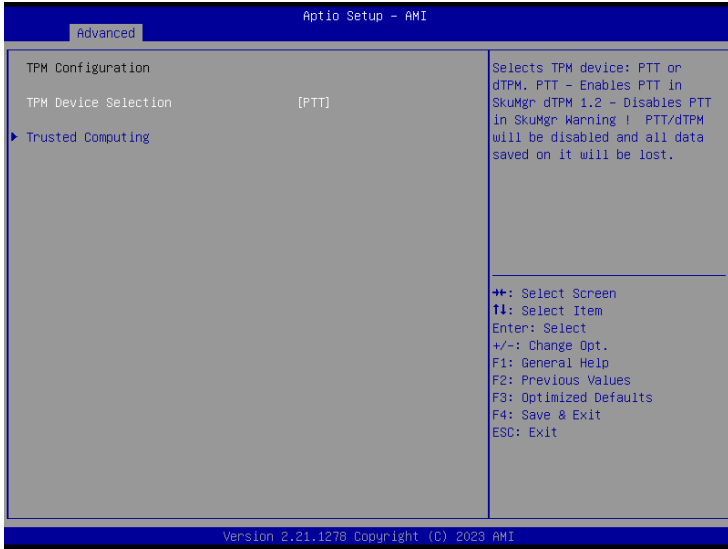 Aptio Setup - AMI
Advanced
TPM Configuration
TPM Device Selection [PTT]
Trusted Computing
Selects TPM device: PTT or
dTPM. PTT - Enables PTT in
SkuMgr dTPM 1.2 - Disables PTT
in SkuMgr Warning ! PTT/dTPM
will be disabled and all data
saved on it will be lost.
→←: Select Screen
↑↓: Select Item
Enter: Select
+/-: Change Opt.
F1: General Help
F2: Previous Values
F3: Optimized Defaults
F4: Save & Exit
ESC: Exit
Version 2.21.1278 Copyright (C) 2023 AMI